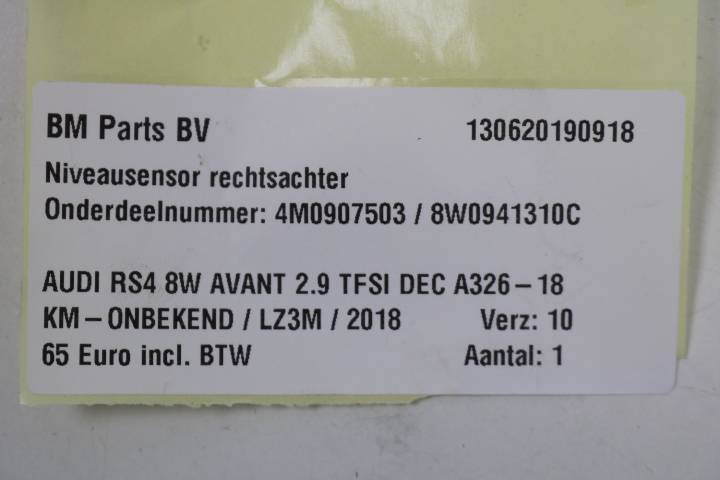 BM Parts BV 130620190918
Niveausensor rechtsachter
Onderdeelnummer: 4M0907503 / 8W0941310C
AUDI RS4 8W AVANT 2.9 TFSI DEC A326-18
KM-ONBEKEND / LZ3M / 2018 Verz: 10
65 Euro incl. BTW Aantal: 1